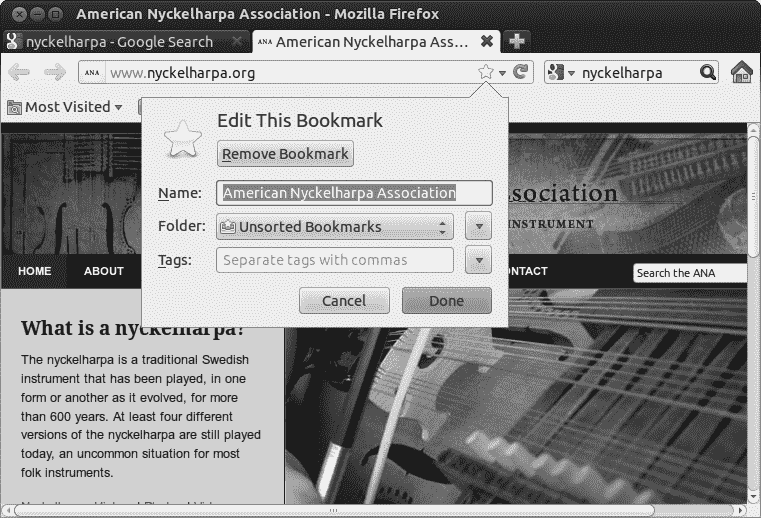 American Nyckelharpa Association - Mozilla Firefox
nyckelharpa - Google Search
ANA American Nyckelharpa Ass...
ANA www.nyckelharpa.org
nyckelharpa
Most Visited
Edit This Bookmark
Remove Bookmark
Name: American Nyckelharpa Association
Folder: Unsorted Bookmarks
Tags: Separate tags with commas
Cancel Done
ssociation
INSTRUMENT
HOME ABOUT
ONTACT
Search the ANA
What is a nyckelharpa?
The nyckelharpa is a traditional Swedish
instrument that has been played, in one
form or another as it evolved, for more
than 600 years. At least four different
versions of the nyckelharpa are still played
today, an uncommon situation for most
folk instruments.